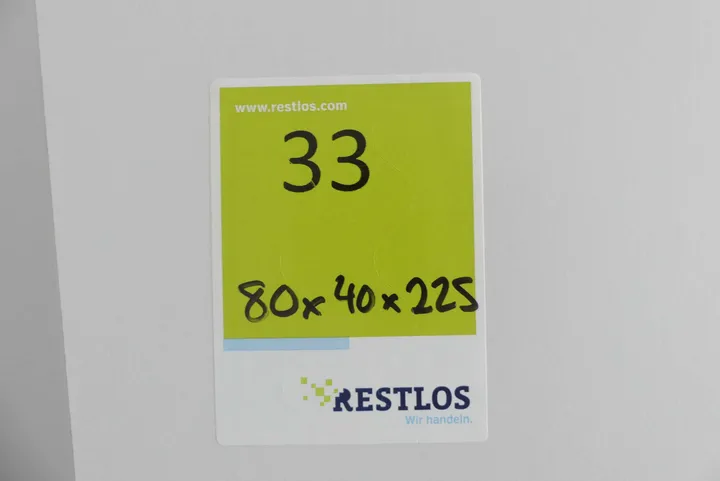 www.restlos.com
33
80x40x225
RESTLOS
Wir handeln.